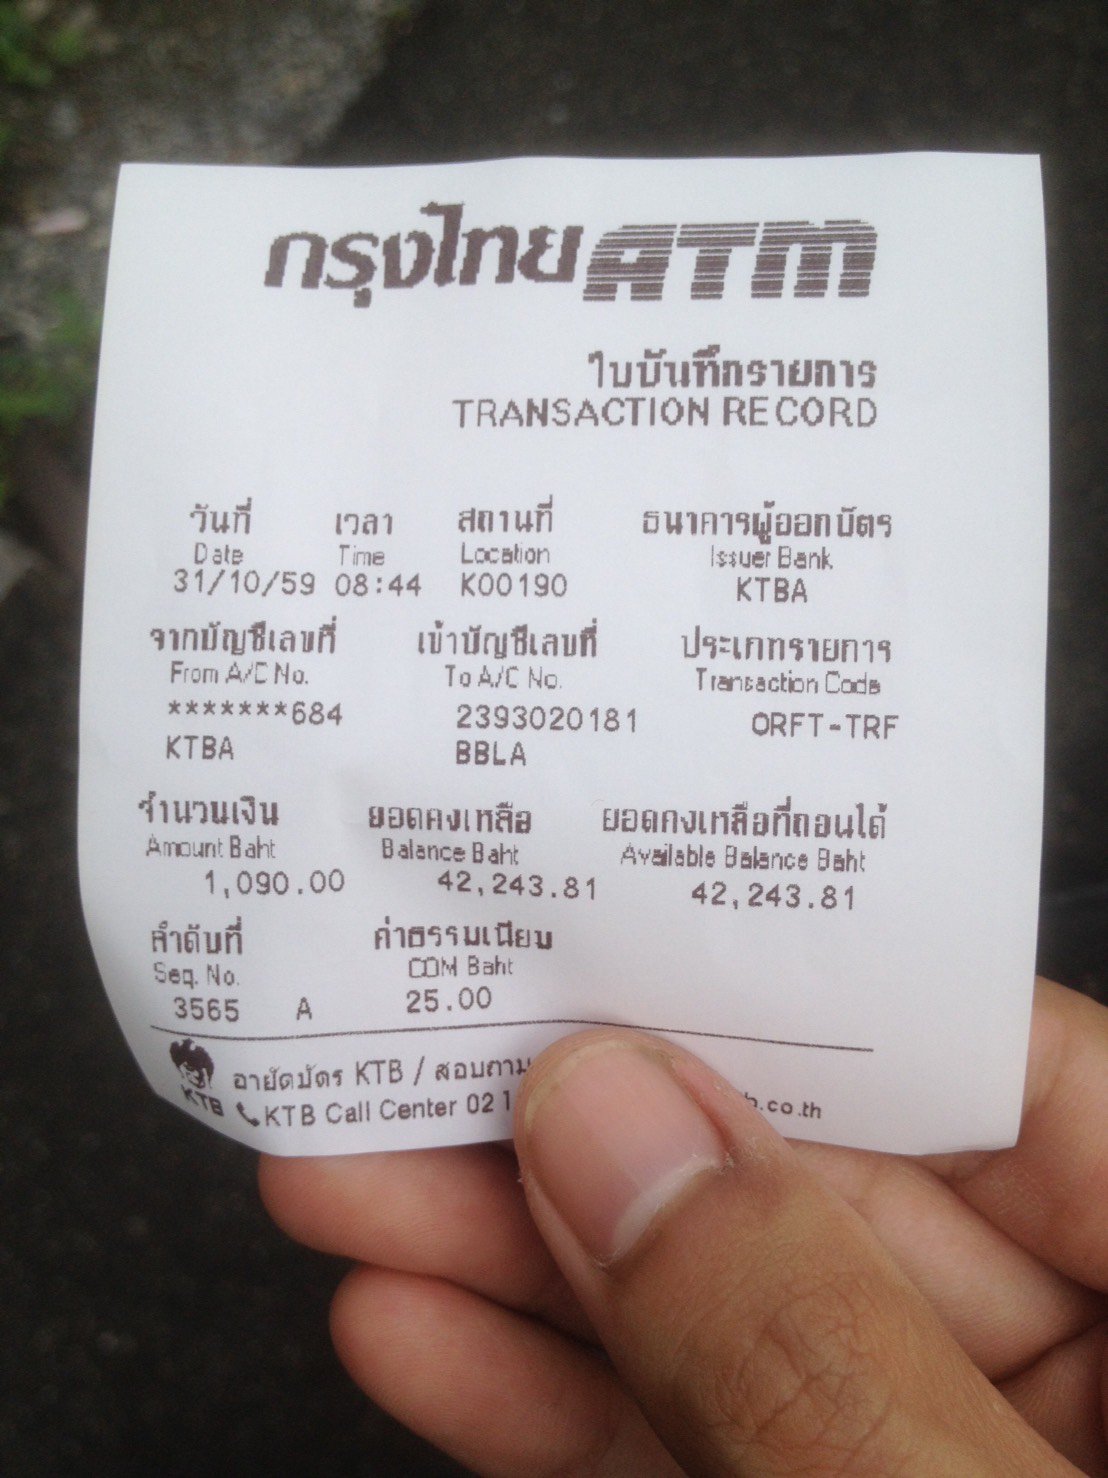 กรุงไทย ATM
ใบบันทึกรายการ
TRANSACTION RECORD
วันที่ เวลา สถานที่ ธนาคารผู้ออกบัตร
Date Time Location Issuer Bank
31/10/59 08:44 K00190 KTBA
จากบัญชีเลขที่ เข้าบัญชีเลขที่ ประเภทรายการ
From A/C No. To A/C No. Transaction Code
*******684 2393020181 ORFT-TRF
KTBA BBLA
จำนวนเงิน ยอดคงเหลือ ยอดคงเหลือที่ถอนได้
Amount Baht Balance Baht Available Balance Baht
1,090.00 42,243.81 42,243.81
ลำดับที่ ค่าธรรมเนียม
Seq. No. COM Baht
3565 A 25.00
KTB อายัดบัตร KTB / สอบถาม
KTB Call Center 02 1 b.co.th